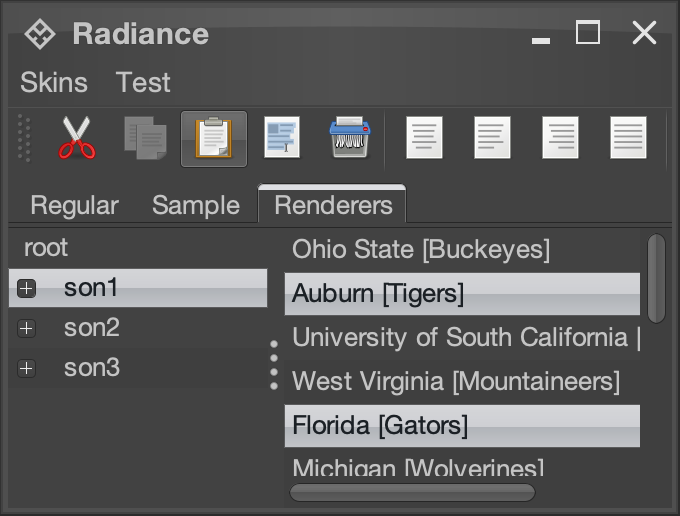 Radiance
Skins Test
Regular Sample Renderers
root
son1
son2
son3
Ohio State [Buckeyes]
Auburn [Tigers]
University of South California [
West Virginia [Mountaineers]
Florida [Gators]
Michigan [Wolverines]